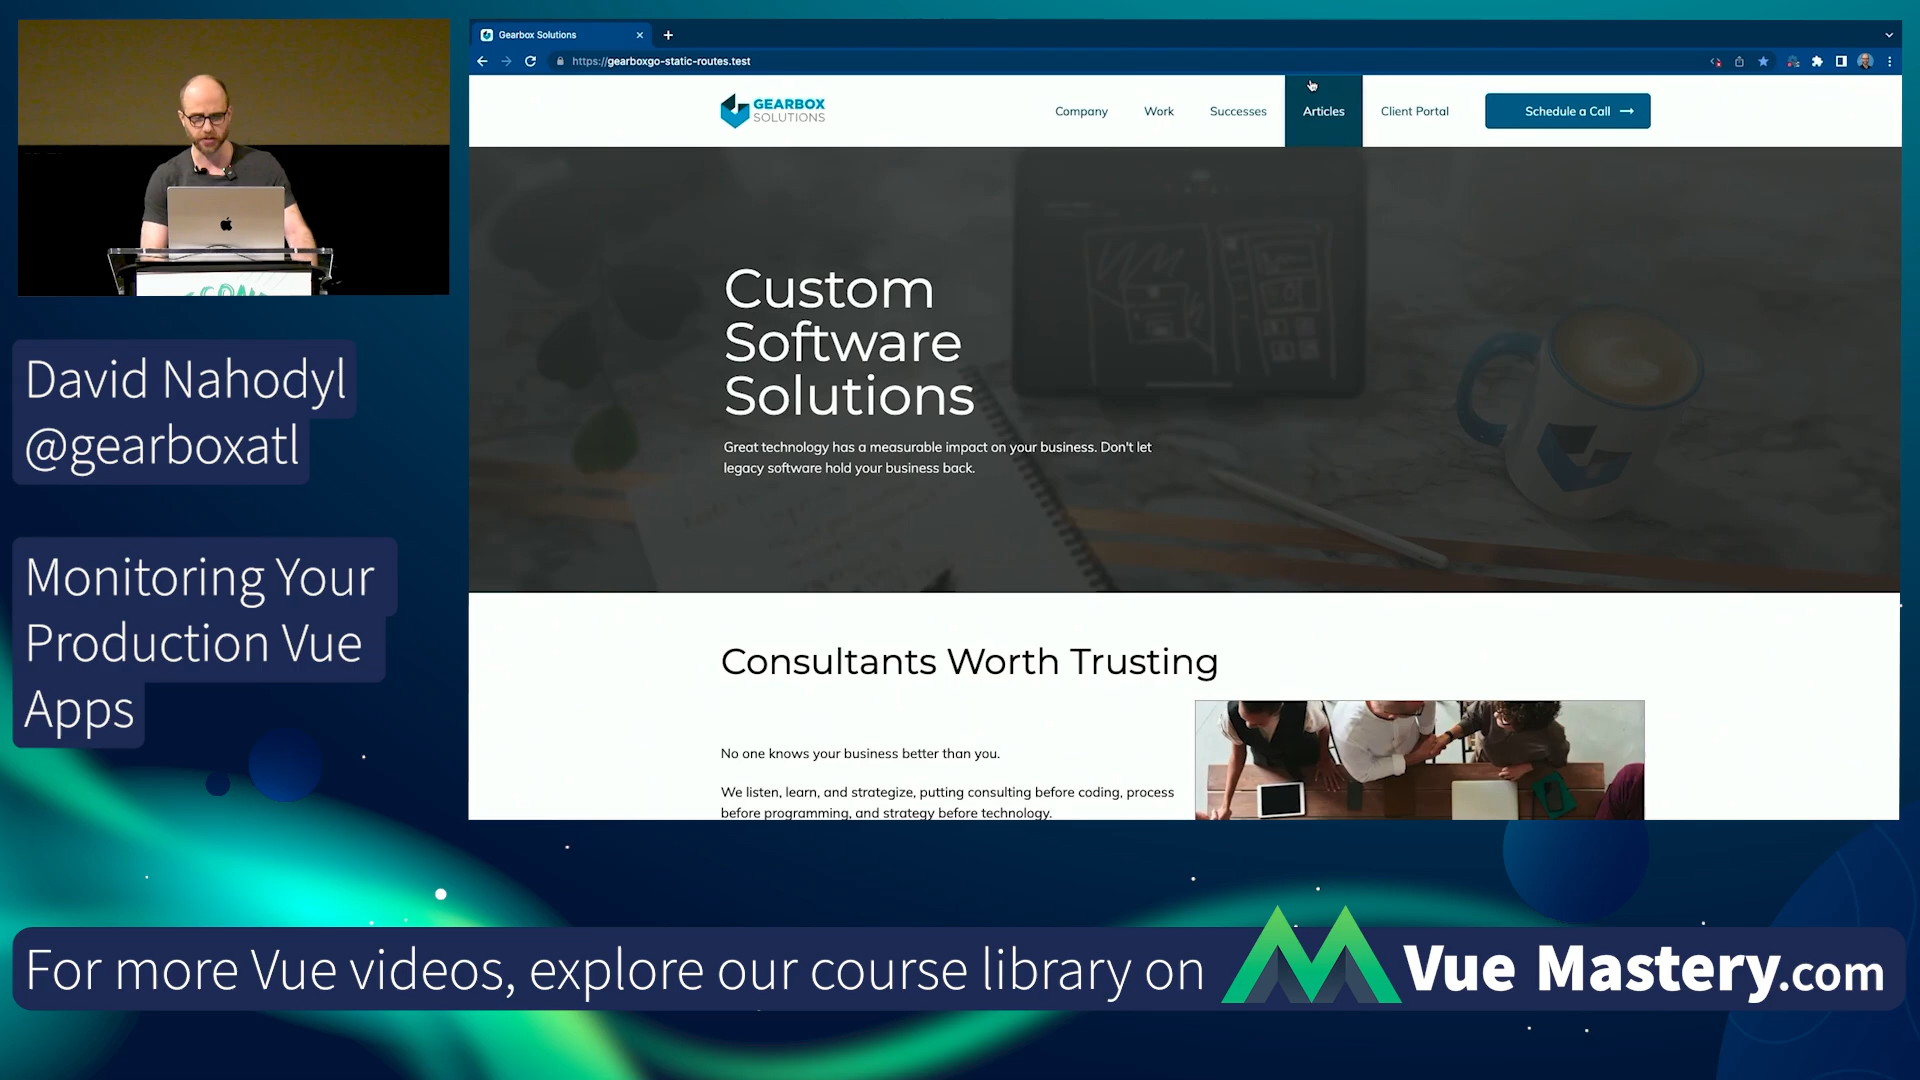 Gearbox Solutions
https://gearboxgo-static-routes.test
GEARBOX
SOLUTIONS
Company
Work
Successes
Articles
Client Portal
Schedule a Call
Custom
Software
Solutions
Great technology has a measurable impact on your business. Don't let
legacy software hold your business back.
Consultants Worth Trusting
No one knows your business better than you.
We listen, learn, and strategize, putting consulting before coding, process
before programming, and strategy before technology.
David Nahodyl
@gearboxatl
Monitoring Your
Production Vue
Apps
For more Vue videos, explore our course library on
Vue Mastery.com